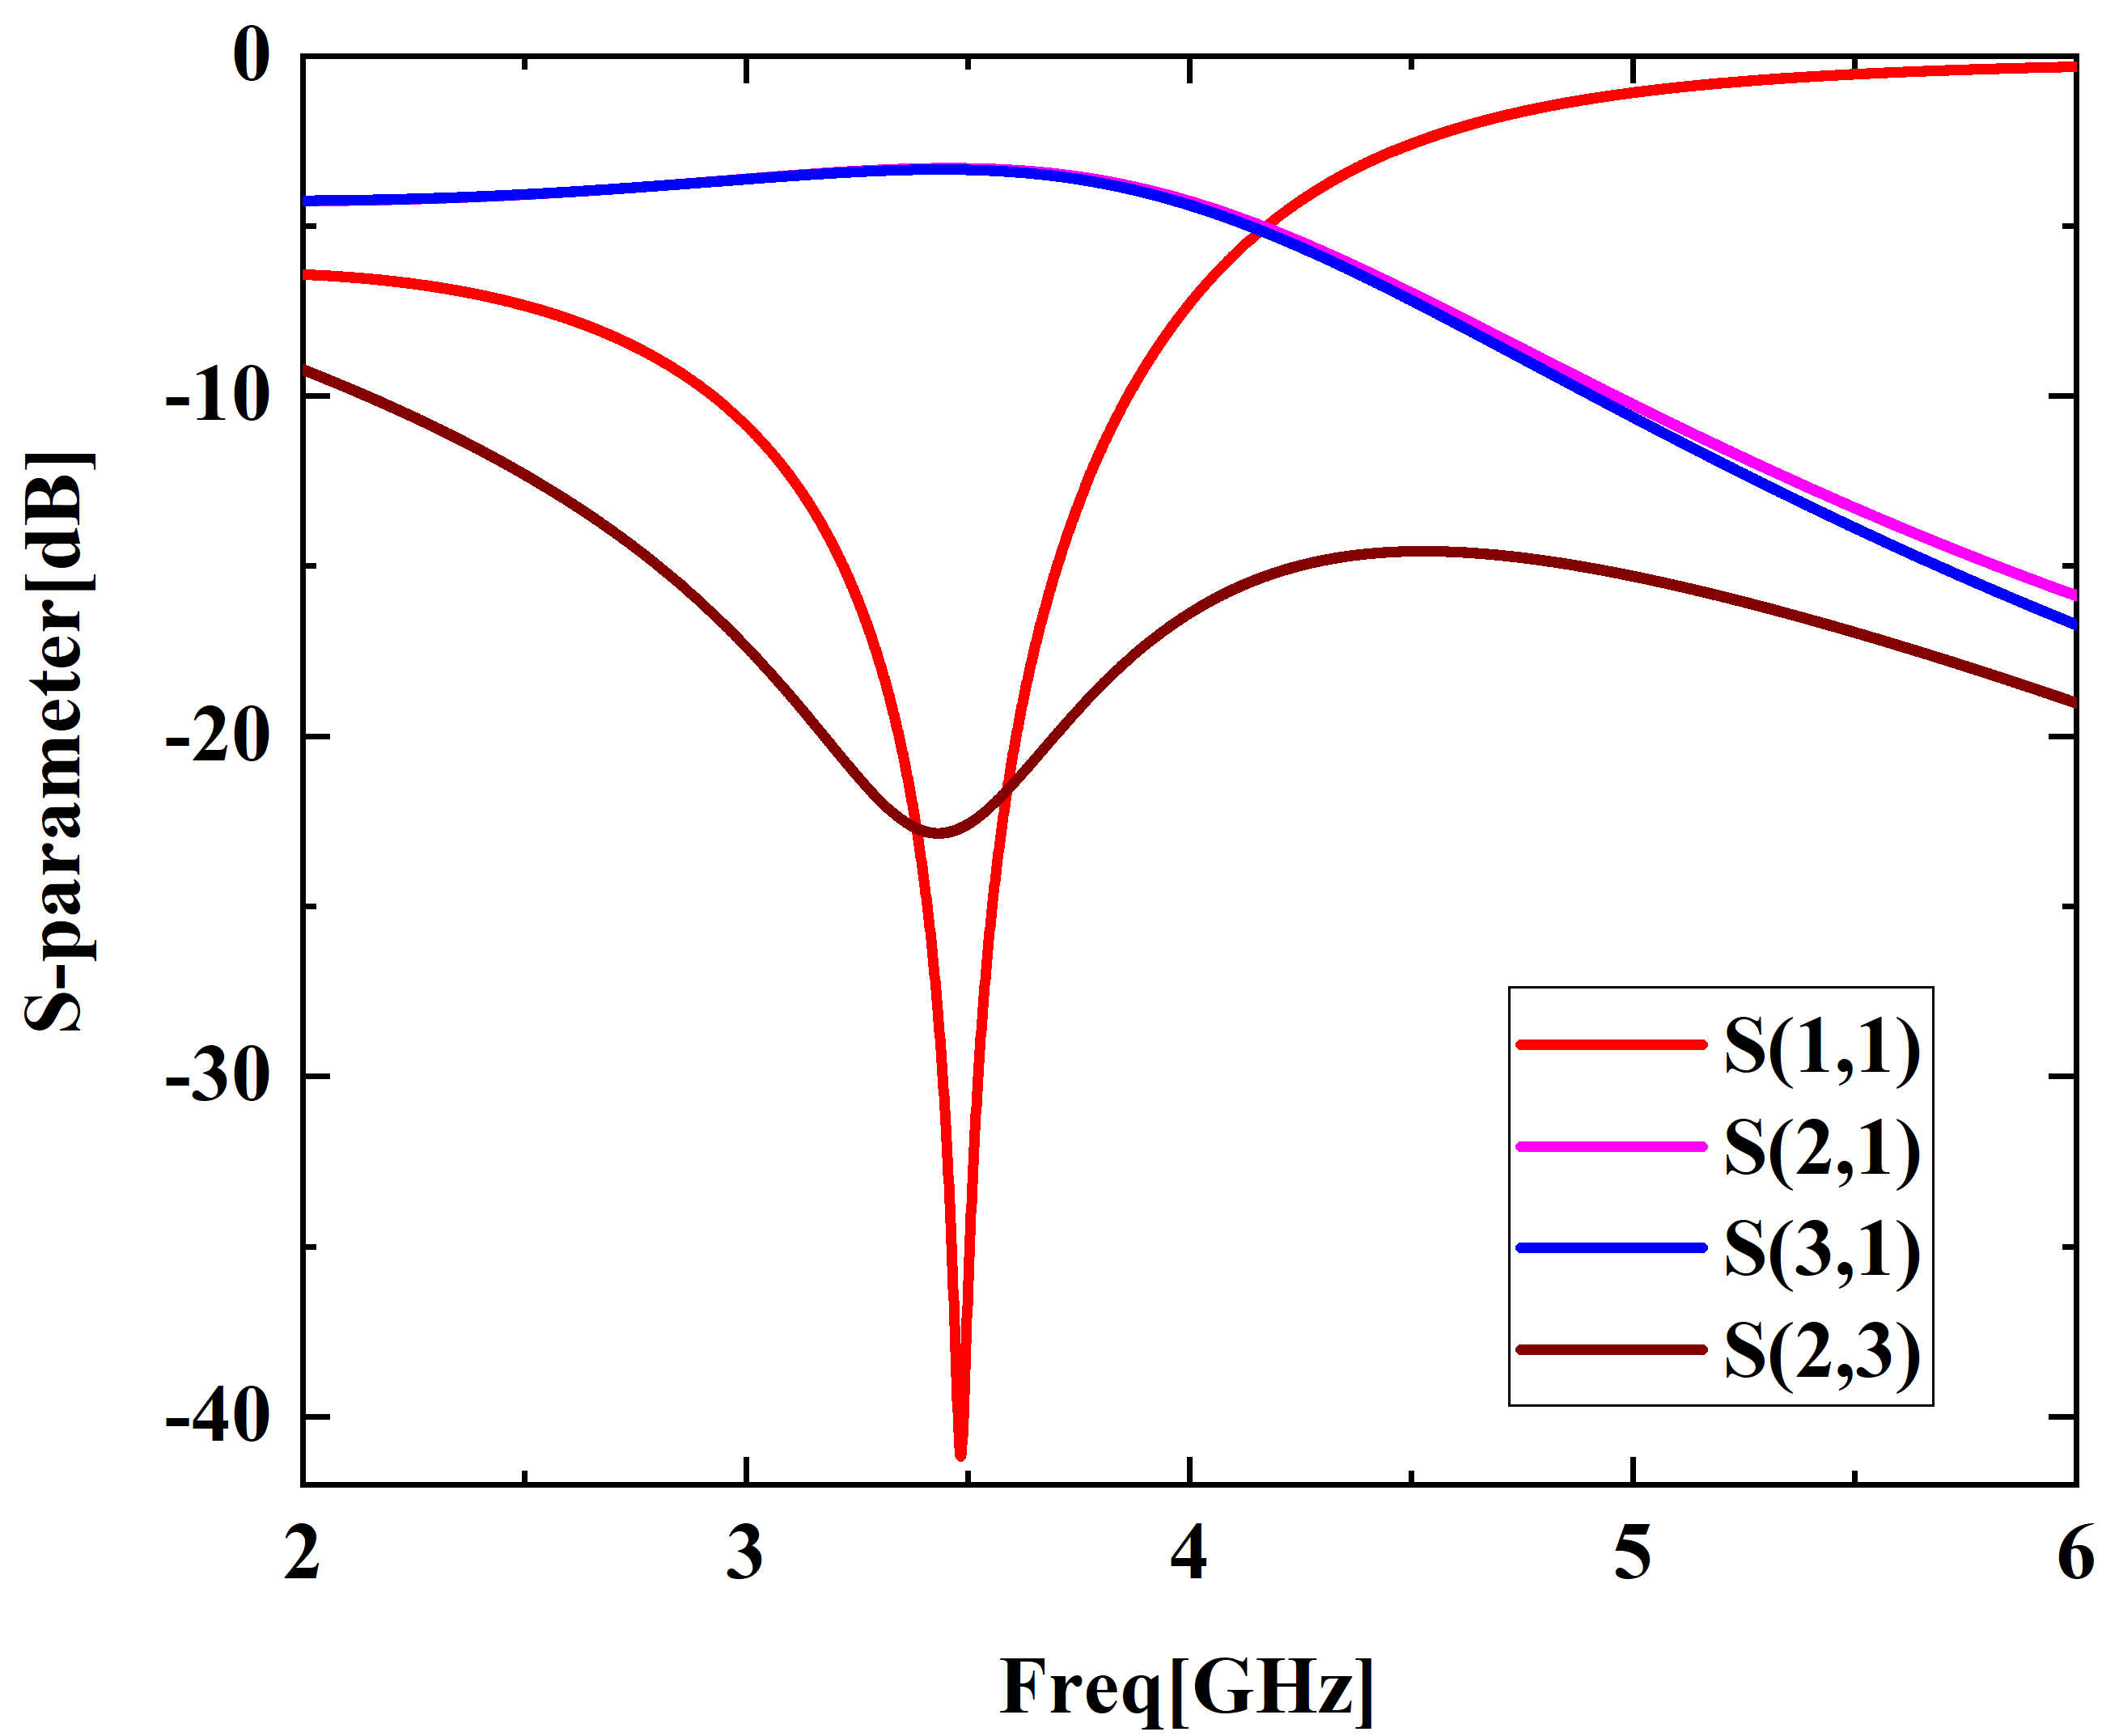 S-parameter[dB]
0
-10
-20
-30
-40
S(1,1)
S(2,1)
S(3,1)
S(2,3)
2 3 4 5 6
Freq[GHz]